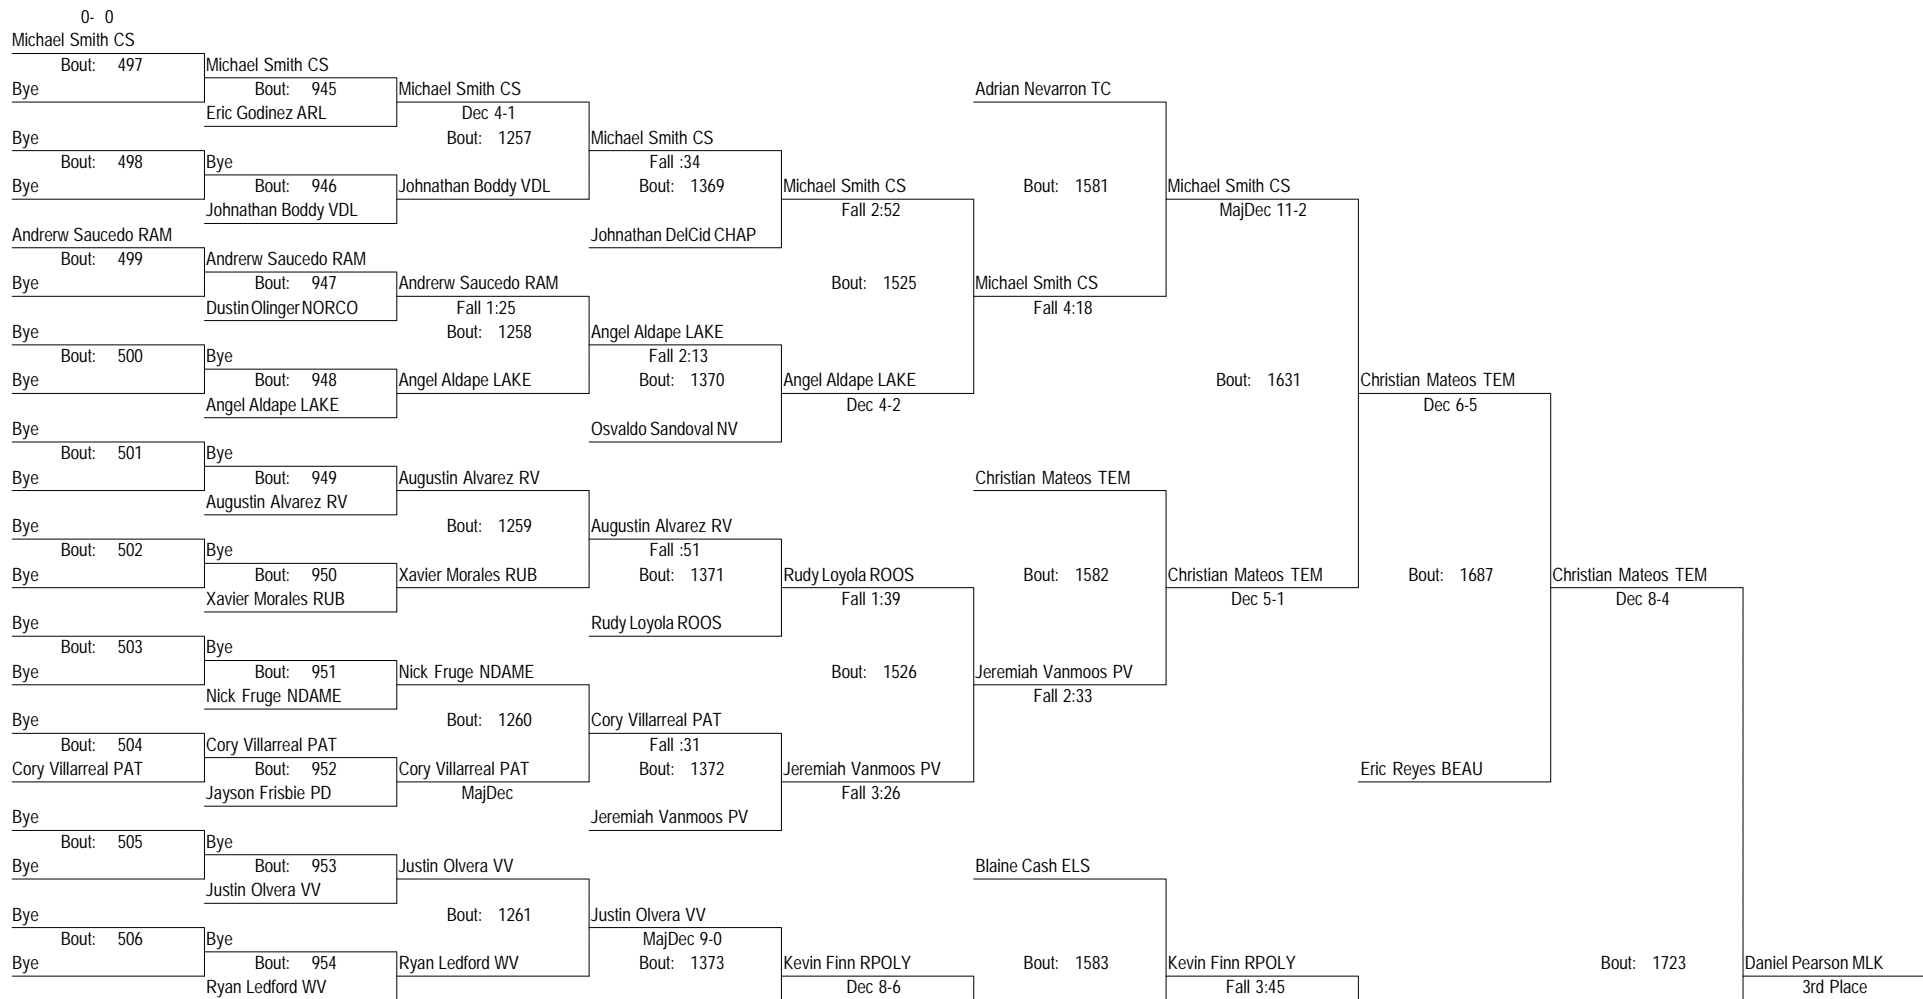 0- 0
Michael Smith CS
Bout: 497 Michael Smith CS
Bye Bout: 945 Michael Smith CS Adrian Nevarron TC
Eric Godinez ARL Dec 4-1
Bye Bout: 1257 Michael Smith CS
Bout: 498 Bye Fall :34
Bye Bout: 946 Johnathan Boddy VDL Bout: 1369 Michael Smith CS Bout: 1581 Michael Smith CS
Johnathan Boddy VDL Fall 2:52 MajDec 11-2
Andrerw Saucedo RAM Johnathan DelCid CHAP
Bout: 499 Andrerw Saucedo RAM
Bye Bout: 947 Andrerw Saucedo RAM Bout: 1525 Michael Smith CS
Dustin Olinger NORCO Fall 1:25 Fall 4:18
Bye Bout: 1258 Angel Aldape LAKE
Bout: 500 Bye Fall 2:13
Bye Bout: 948 Angel Aldape LAKE Bout: 1370 Angel Aldape LAKE Bout: 1631 Christian Mateos TEM
Angel Aldape LAKE Dec 4-2 Dec 6-5
Bye Osvaldo Sandoval NV
Bout: 501 Bye
Bye Bout: 949 Augustin Alvarez RV Christian Mateos TEM
Augustin Alvarez RV
Bye Bout: 1259 Augustin Alvarez RV
Bout: 502 Bye Fall :51
Bye Bout: 950 Xavier Morales RUB Bout: 1371 Rudy Loyola ROOS Bout: 1582 Christian Mateos TEM Bout: 1687 Christian Mateos TEM
Xavier Morales RUB Fall 1:39 Dec 5-1 Dec 8-4
Bye Rudy Loyola ROOS
Bout: 503 Bye
Bye Bout: 951 Nick Fruge NDAME Bout: 1526 Jeremiah Vanmoos PV
Nick Fruge NDAME Fall 2:33
Bye Bout: 1260 Cory Villarreal PAT
Bout: 504 Cory Villarreal PAT Fall :31
Cory Villarreal PAT Bout: 952 Cory Villarreal PAT Bout: 1372 Jeremiah Vanmoos PV Eric Reyes BEAU
Jayson Frisbie PD MajDec Fall 3:26
Bye Jeremiah Vanmoos PV
Bout: 505 Bye
Bye Bout: 953 Justin Olvera VV Blaine Cash ELS
Justin Olvera VV
Bye Bout: 1261 Justin Olvera VV
Bout: 506 Bye MajDec 9-0
Bye Bout: 954 Ryan Ledford WV Bout: 1373 Kevin Finn RPOLY Bout: 1583 Kevin Finn RPOLY Bout: 1723 Daniel Pearson MLK
Ryan Ledford WV Dec 8-6 Fall 3:45 3rd Place